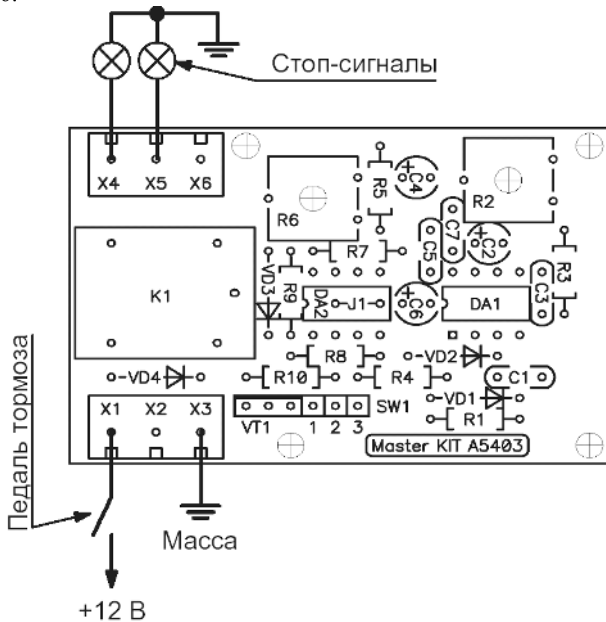 Стоп-сигналы
X4 X5 X6
R6
R5
C4
R2
C7
C5
C2
R3
R7
K1
VD3
R9
DA2
J1
C6
DA1
C3
R8
VD2
VD4
R10
R4
C1
VD1
X1 X2 X3
VT1 1 2 3 SW1
R1
Master KIT A5403
Педаль тормоза
Масса
+12 В